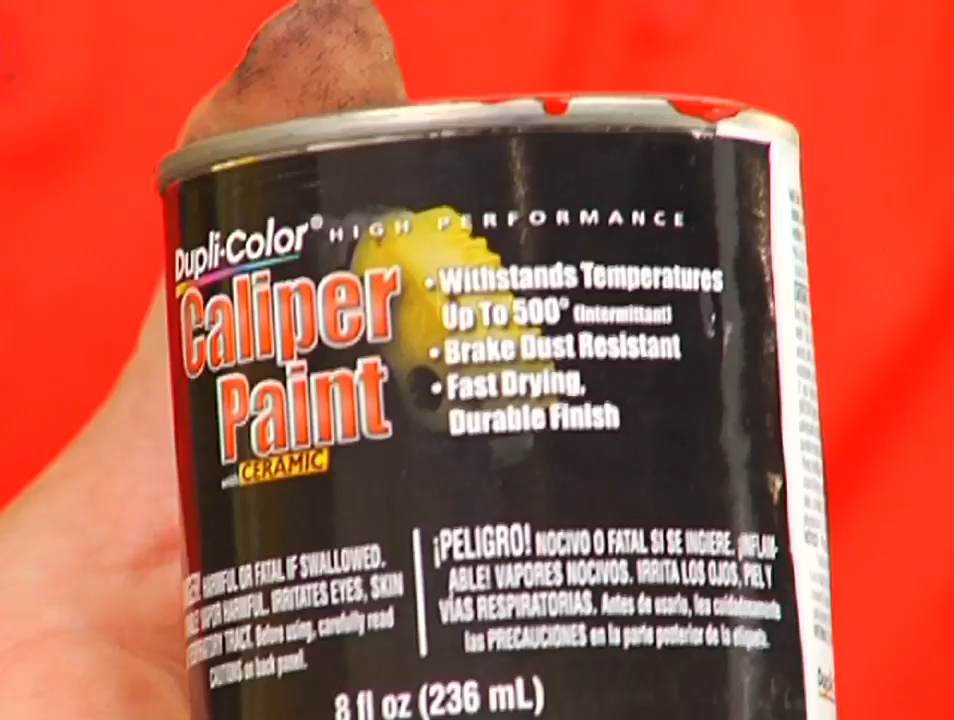 Dupli-Color® HIGH PERFORMANCE
Caliper
Paint
with CERAMIC
• Withstands Temperatures
Up To 500° (Intermittant)
• Brake Dust Resistant
• Fast Drying,
Durable Finish
HARMFUL OR FATAL IF SWALLOWED.
VAPOR HARMFUL. IRRITATES EYES, SKIN
TRACT. Before using, carefully read
CAUTIONS on back panel.
¡PELIGRO! NOCIVO O FATAL SI SE INGIERE. ¡INFLAM-
ABLE! VAPORES NOCIVOS. IRRITA LOS OJOS, PIEL Y
VÍAS RESPIRATORIAS. Antes de usarlo, lea cuidadosamente
las PRECAUCIONES en la parte posterior de la etiqueta.
8 fl oz (236 mL)